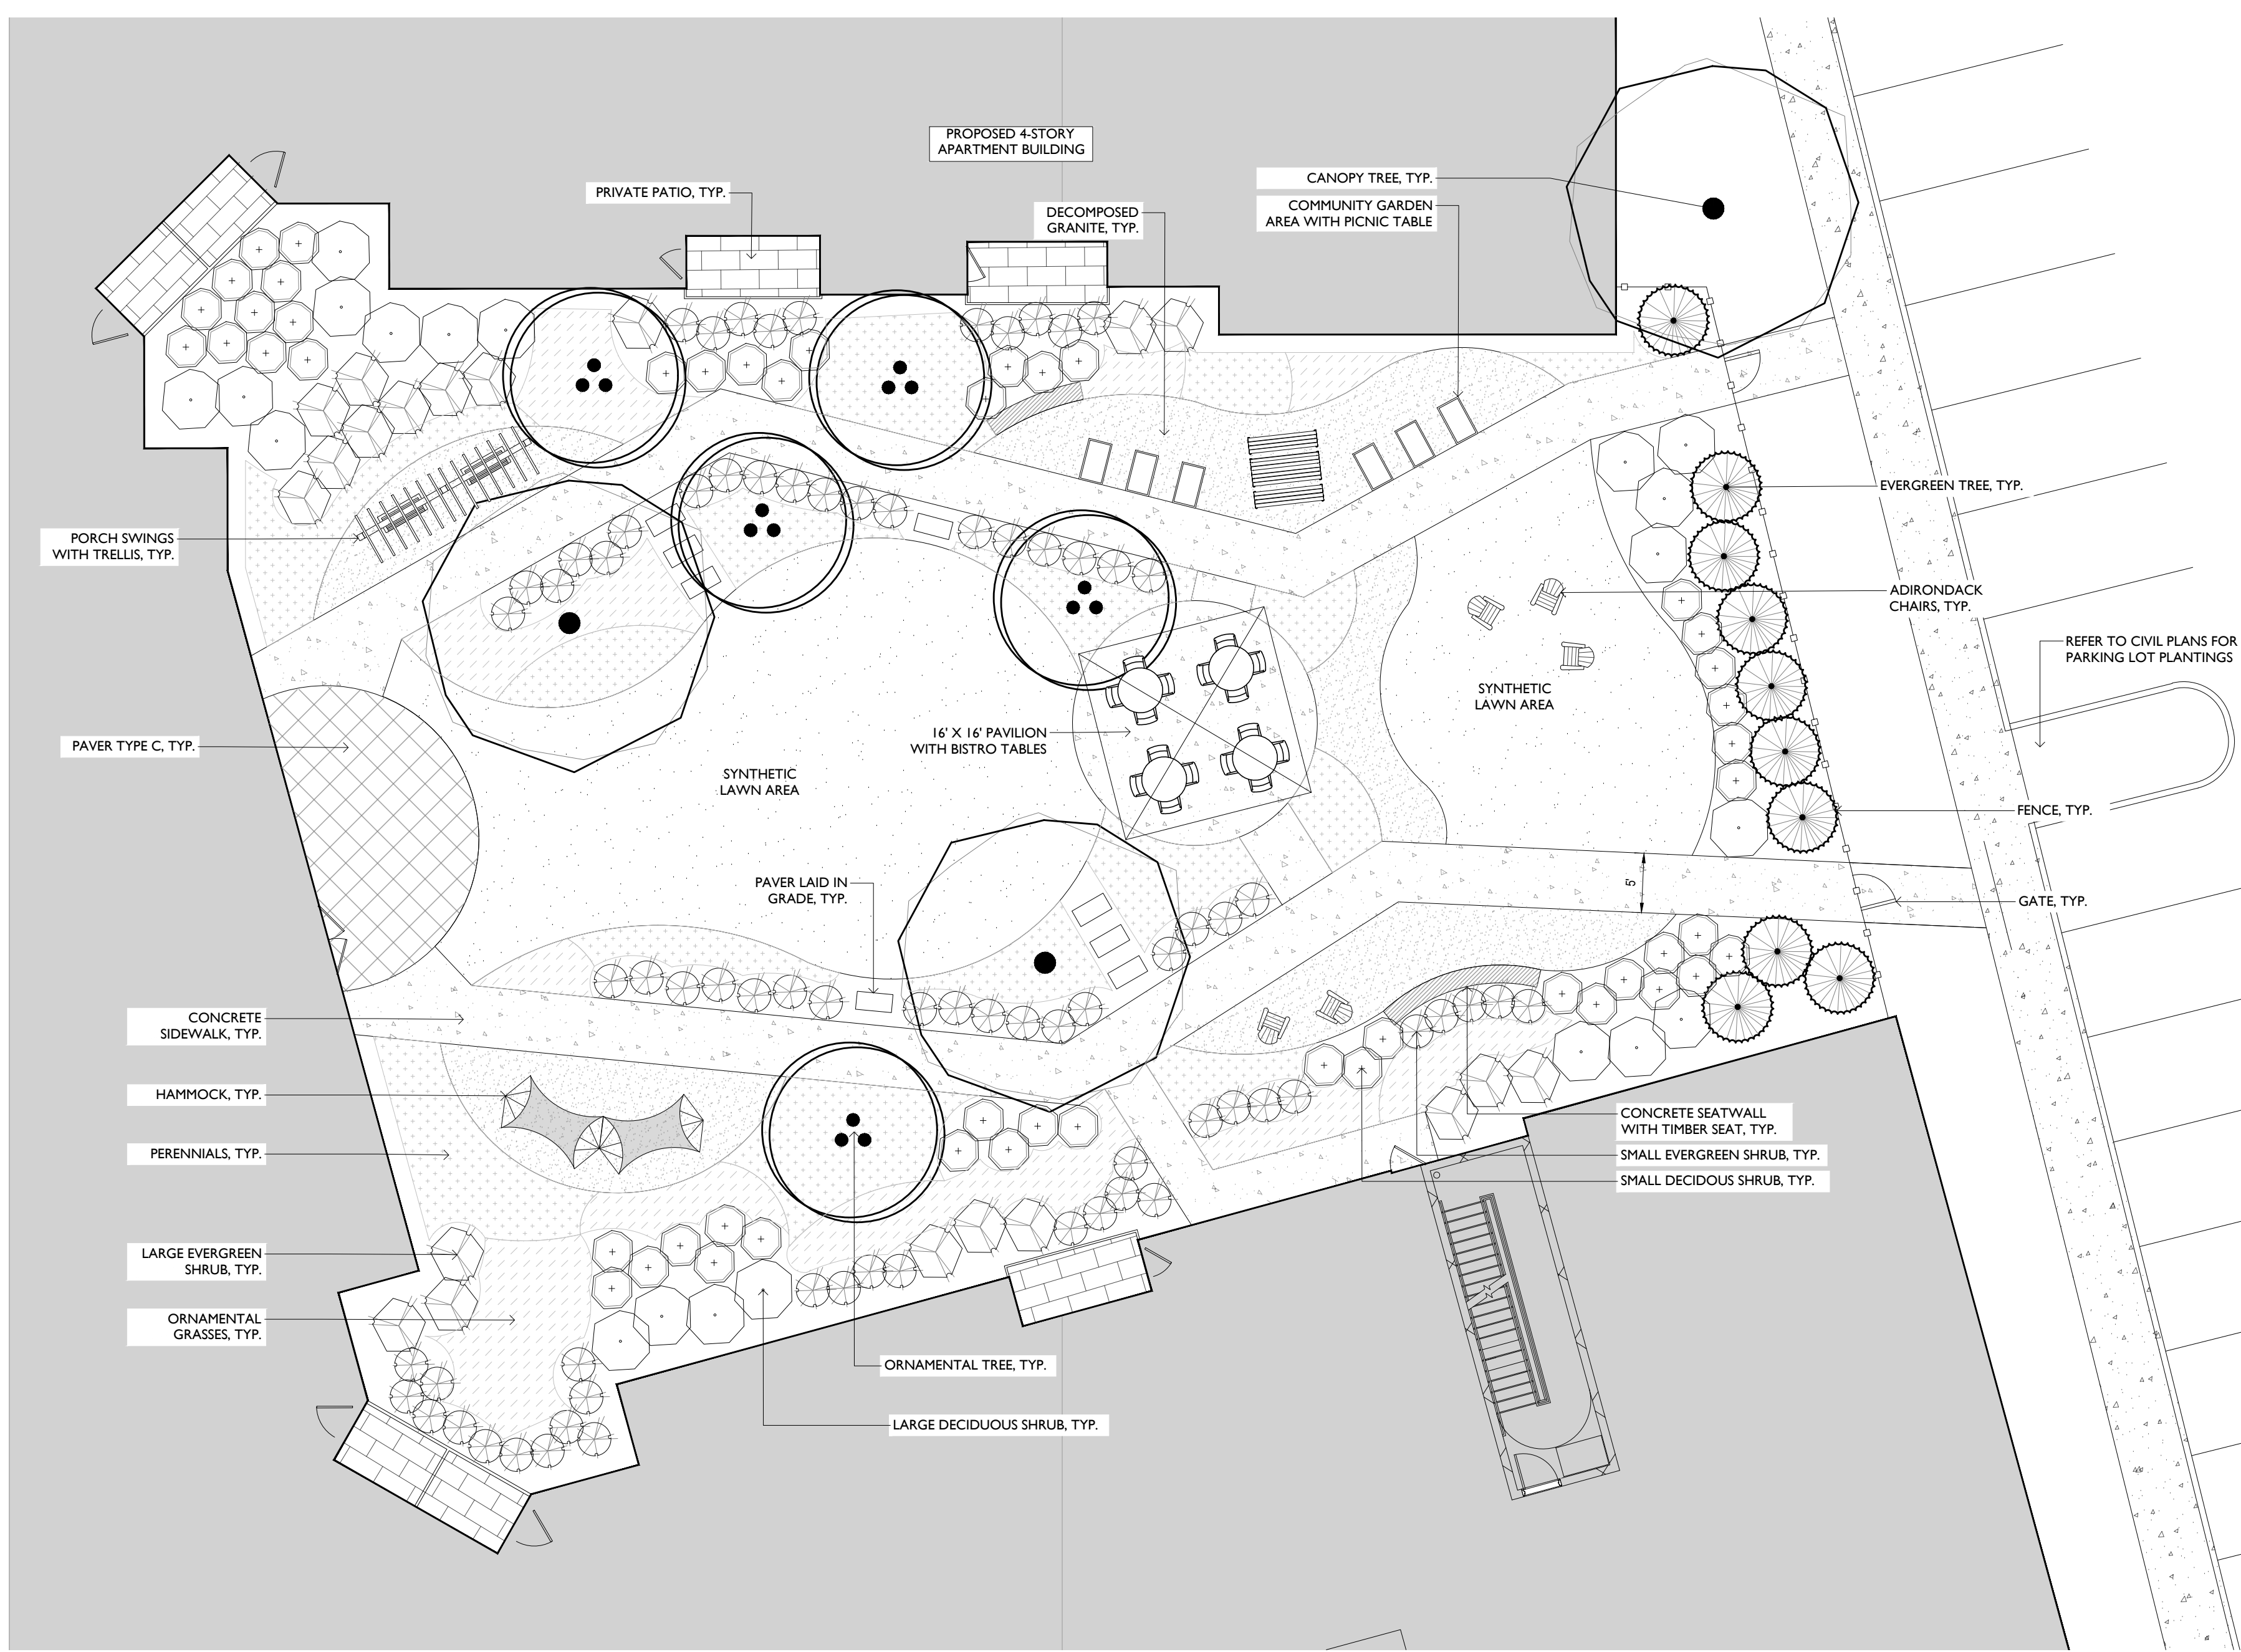 PROPOSED 4-STORY
APARTMENT BUILDING
PRIVATE PATIO, TYP.
DECOMPOSED
GRANITE, TYP.
CANOPY TREE, TYP.
COMMUNITY GARDEN
AREA WITH PICNIC TABLE
EVERGREEN TREE, TYP.
PORCH SWINGS
WITH TRELLIS, TYP.
ADIRONDACK
CHAIRS, TYP.
REFER TO CIVIL PLANS FOR
PARKING LOT PLANTINGS
SYNTHETIC
LAWN AREA
PAVER TYPE C, TYP.
16' X 16' PAVILION
WITH BISTRO TABLES
SYNTHETIC
LAWN AREA
FENCE, TYP.
PAVER LAID IN
GRADE, TYP.
5'
GATE, TYP.
CONCRETE
SIDEWALK, TYP.
HAMMOCK, TYP.
PERENNIALS, TYP.
CONCRETE SEATWALL
WITH TIMBER SEAT, TYP.
SMALL EVERGREEN SHRUB, TYP.
SMALL DECIDOUS SHRUB, TYP.
LARGE EVERGREEN
SHRUB, TYP.
ORNAMENTAL
GRASSES, TYP.
ORNAMENTAL TREE, TYP.
LARGE DECIDUOUS SHRUB, TYP.